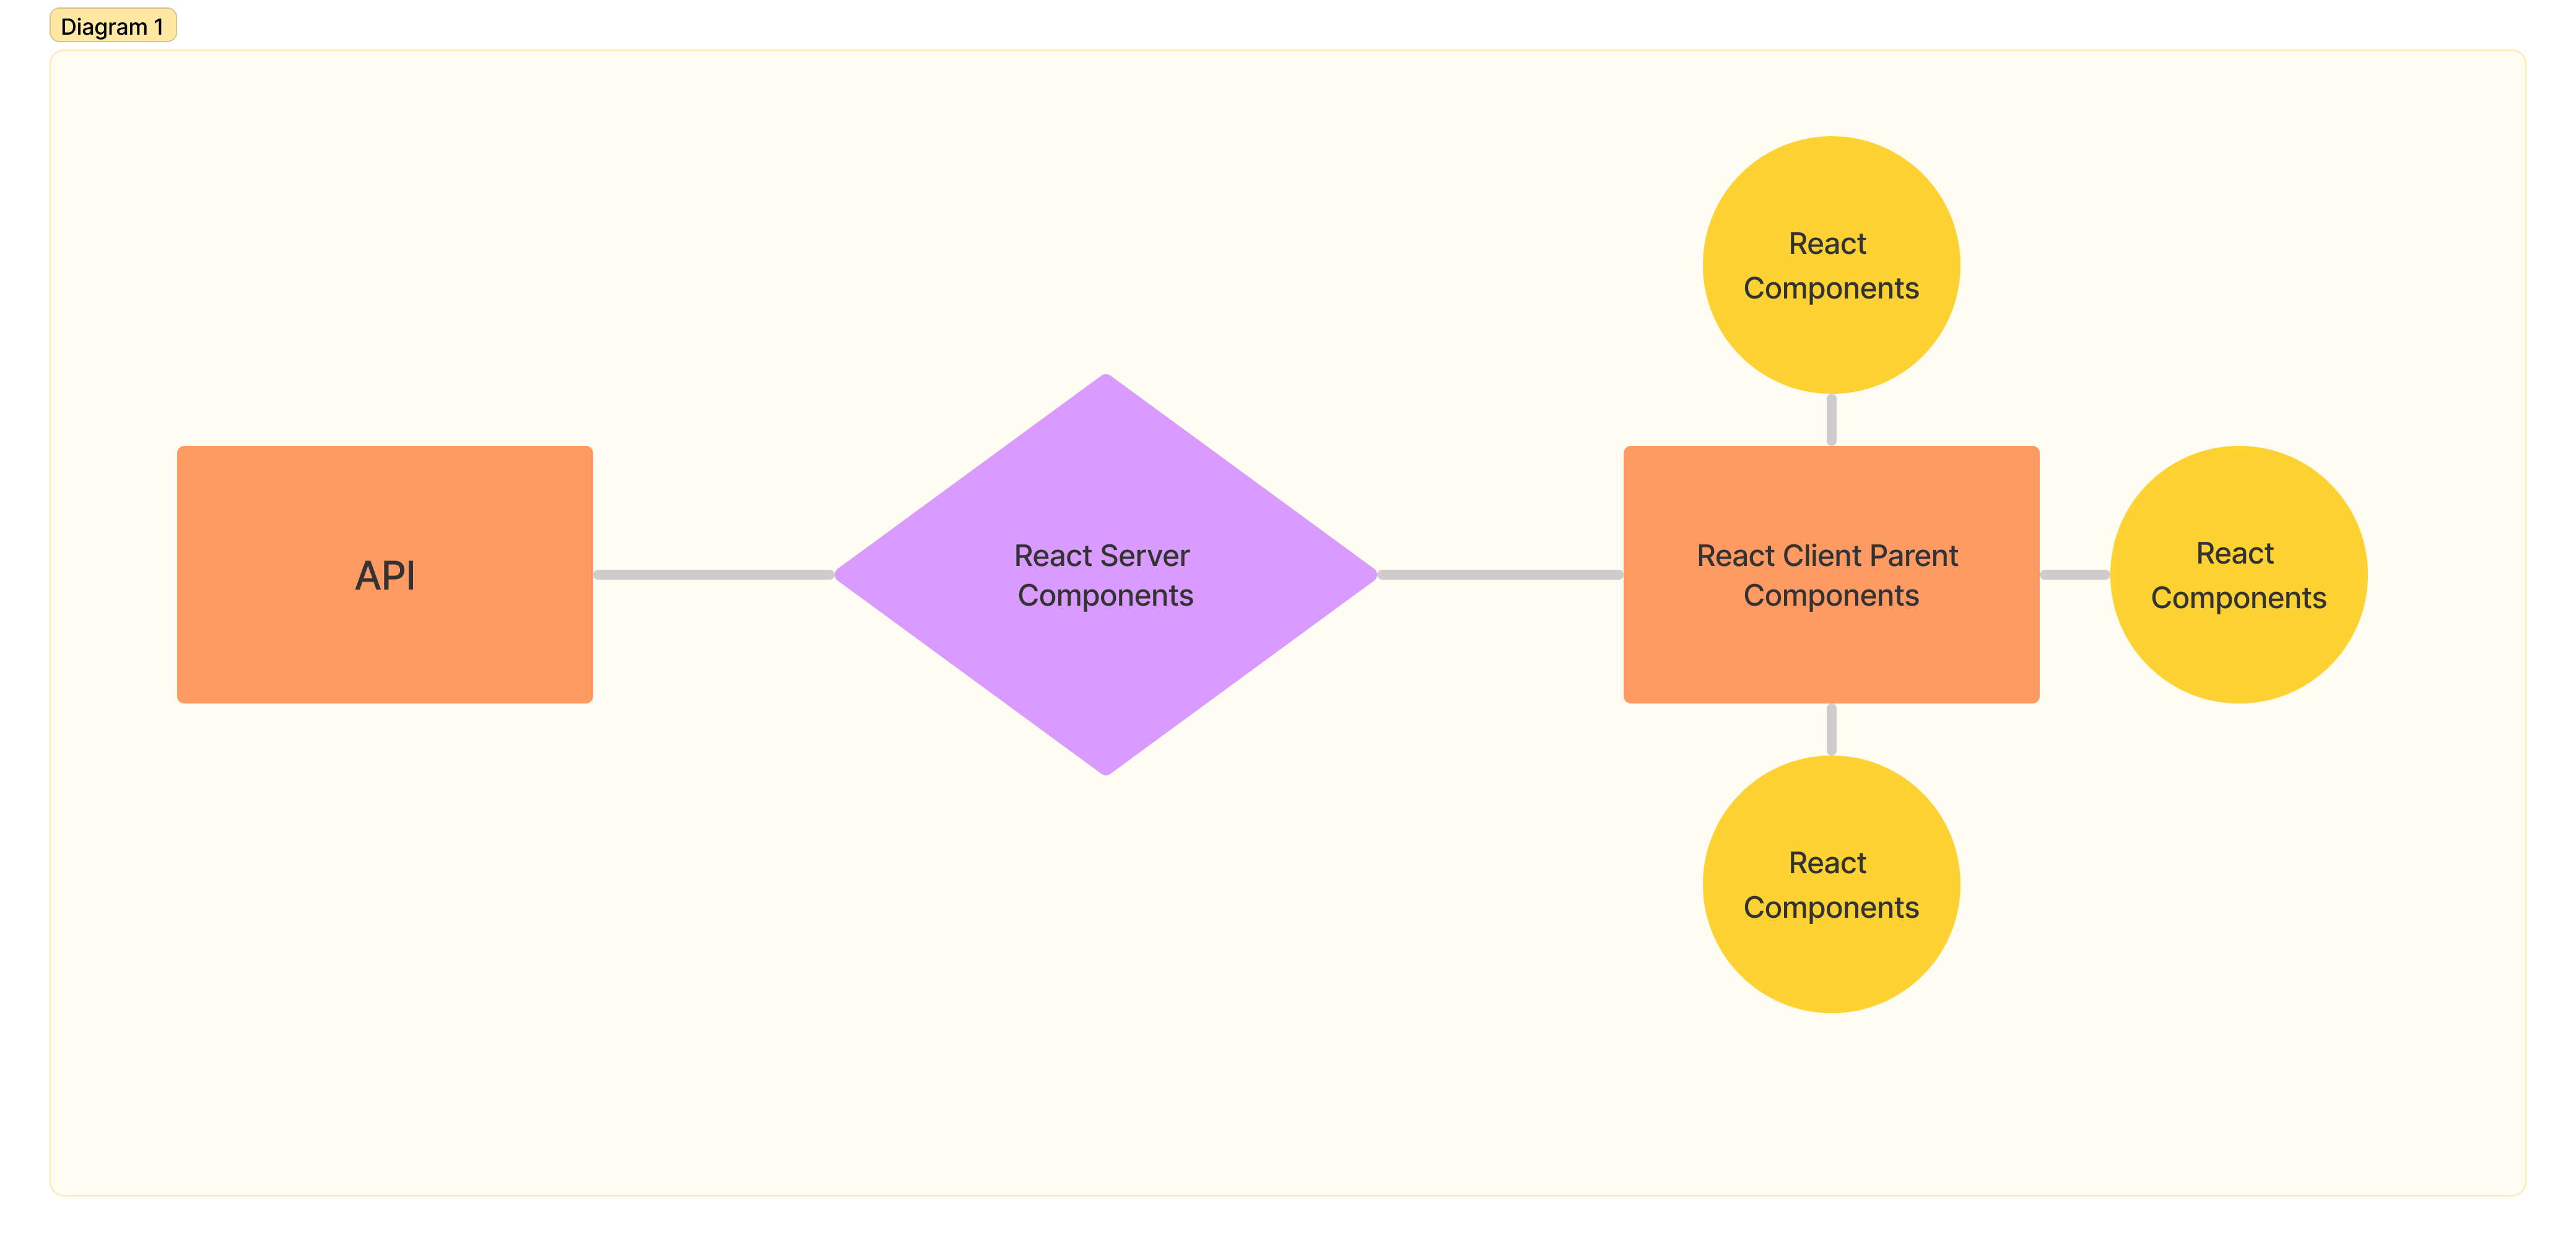 Diagram 1
API
React Server
Components
React
Components
React Client Parent
Components
React
Components
React
Components